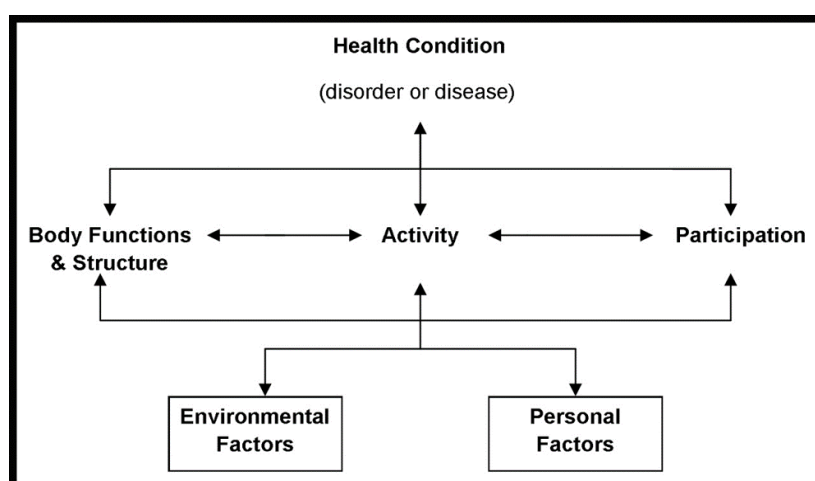 Health Condition
(disorder or disease)
Body Functions
& Structure
Activity
Participation
Environmental
Factors
Personal
Factors